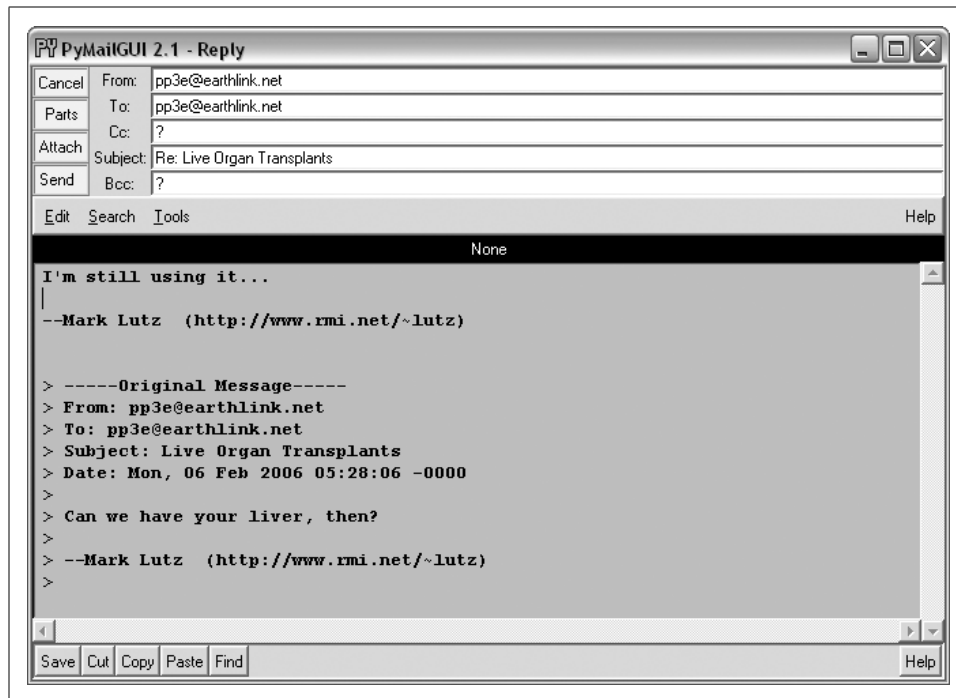 PY PyMailGUI 2.1 - Reply
Cancel From: pp3e@earthlink.net
Parts To: pp3e@earthlink.net
Cc: ?
Attach
Subject: Re: Live Organ Transplants
Send Bcc: ?
Edit Search Tools Help
None
I'm still using it...
--Mark Lutz  (http://www.rmi.net/~lutz)
> -----Original Message-----
> From: pp3e@earthlink.net
> To: pp3e@earthlink.net
> Subject: Live Organ Transplants
> Date: Mon, 06 Feb 2006 05:28:06 -0000
>
> Can we have your liver, then?
>
> --Mark Lutz  (http://www.rmi.net/~lutz)
>
Save Cut Copy Paste Find Help